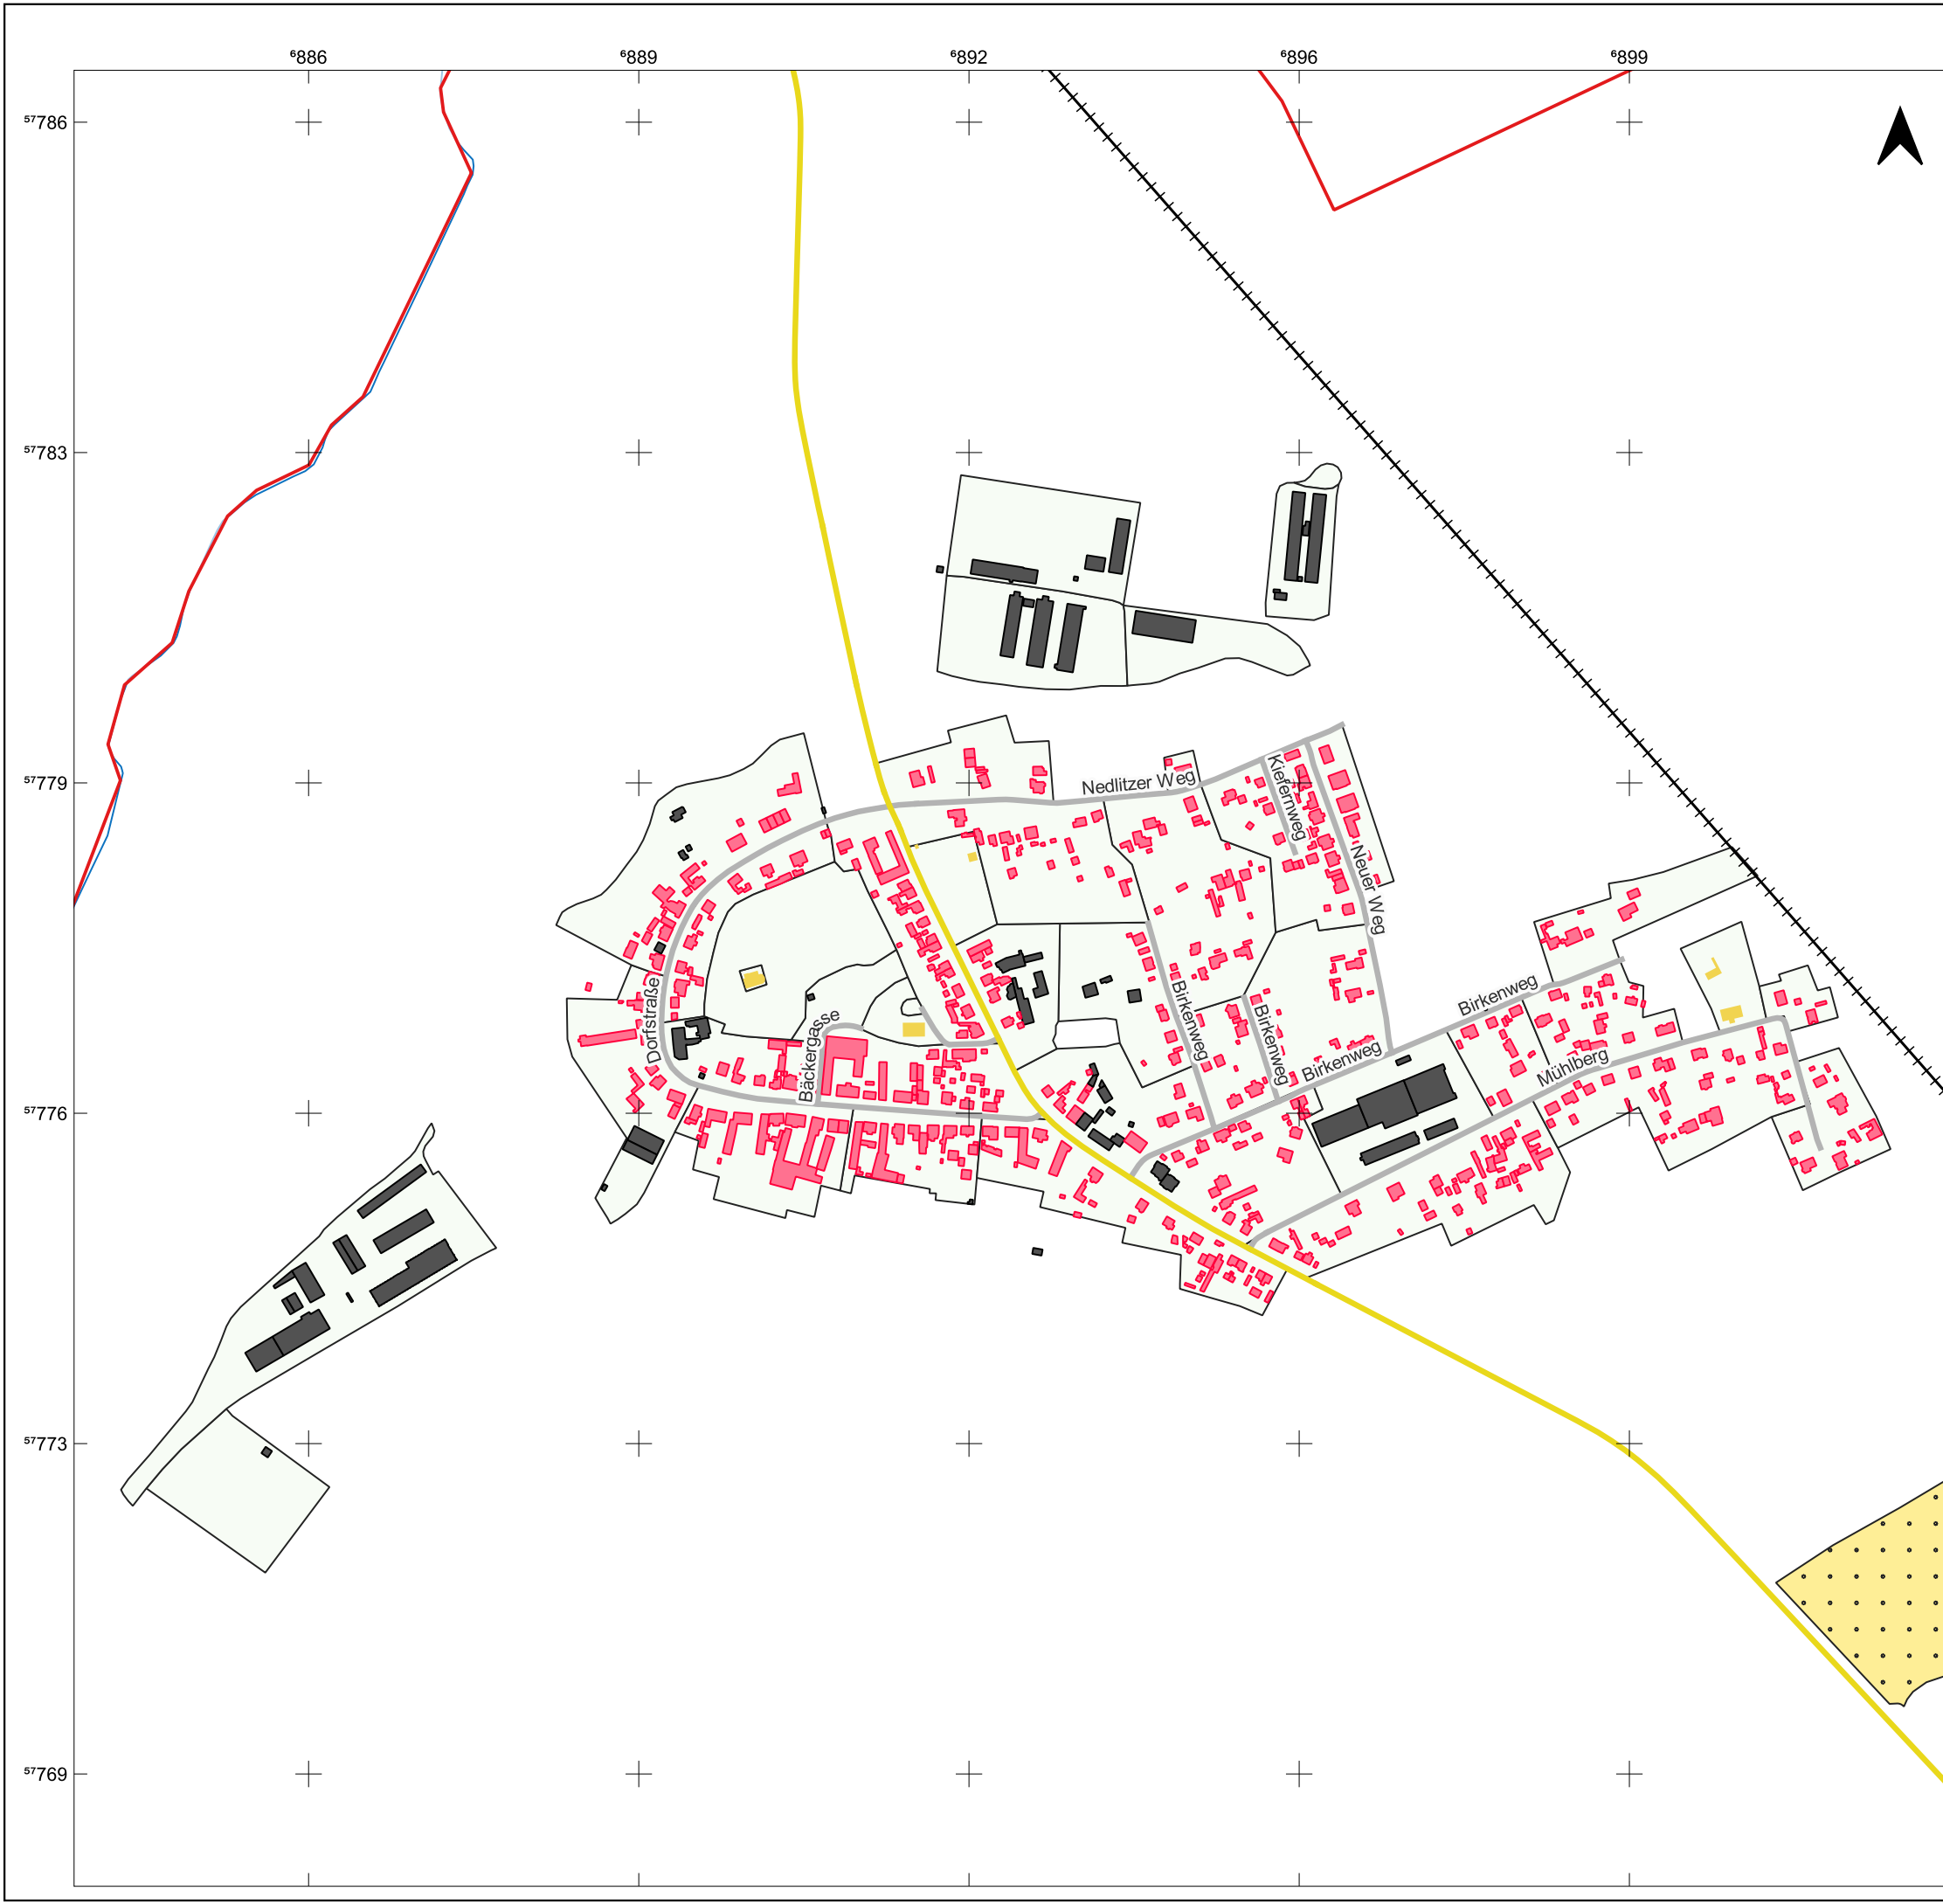 6886 6889 6892 6896 6899
57786
57783
57779
57776
57773
57769
Nedlitzer Weg
Kiefernweg
Neuer Weg
Dorfstraße
Bäckergasse
Birkenweg
Birkenweg
Birkenweg
Birkenweg
Mühlberg